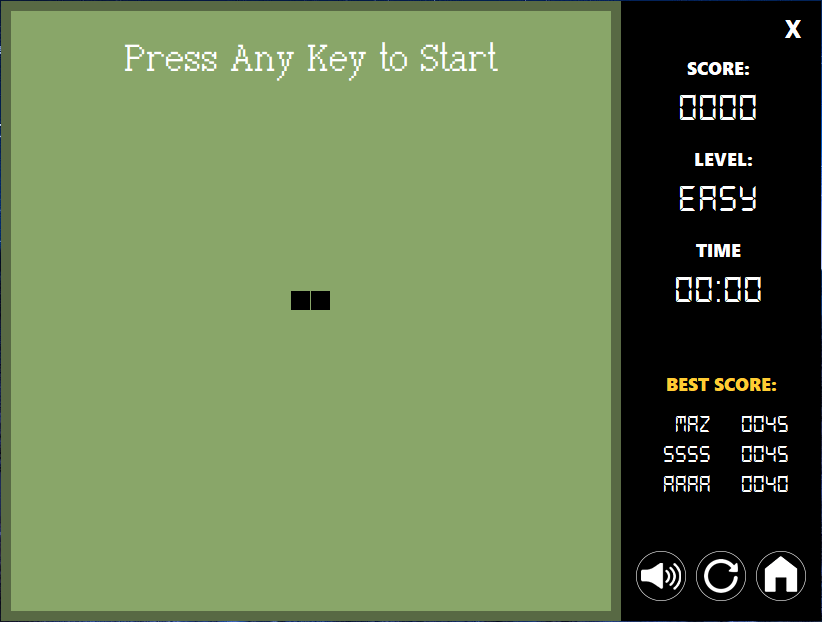 Press Any Key to Start
X
SCORE:
0000
LEVEL:
EASY
TIME
00:00
BEST SCORE:
MAZ 0045
SSSS 0045
AAAA 0040